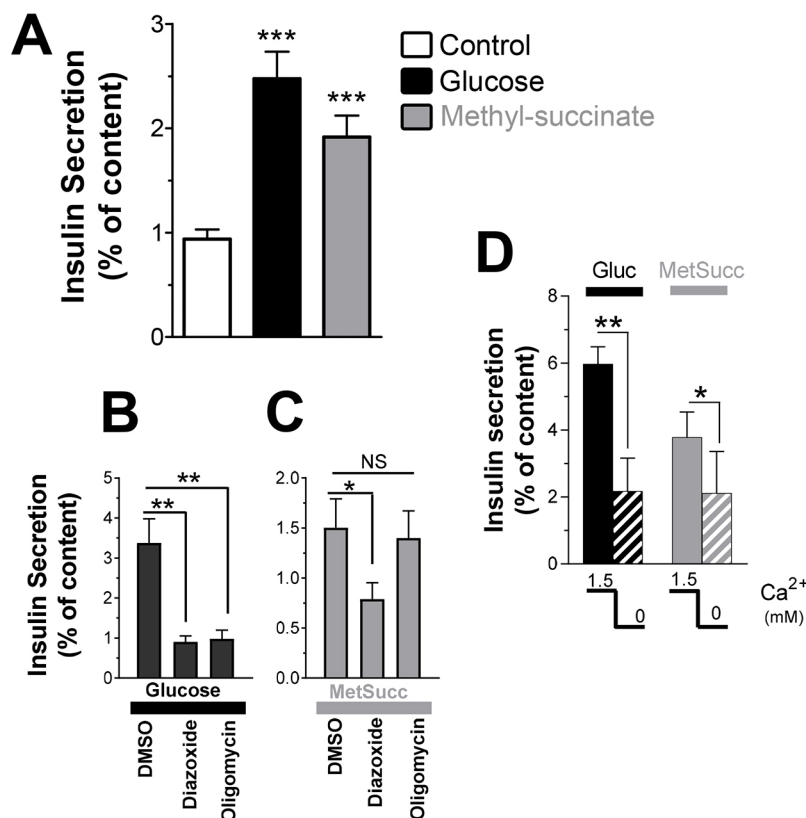 A
Insulin Secretion
(% of content)
3
2
1
0
***
***
Control
Glucose
Methyl-succinate
B
Insulin Secretion
(% of content)
5
4
3
2
1
0
**
**
Glucose
DMSO
Diazoxide
Oligomycin
C
2.0
1.5
1.0
0.5
0.0
NS
*
MetSucc
DMSO
Diazoxide
Oligomycin
D
Gluc
MetSucc
Insulin secretion
(% of content)
8
6
4
2
0
**
*
1.5
0
1.5
0
Ca2+
(mM)